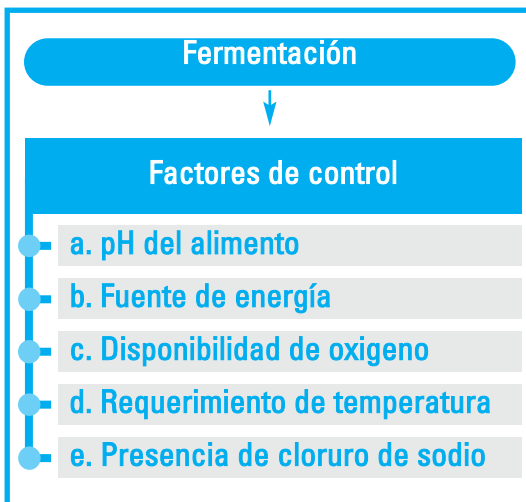 Fermentación
Factores de control
a. pH del alimento
b. Fuente de energía
c. Disponibilidad de oxigeno
d. Requerimiento de temperatura
e. Presencia de cloruro de sodio